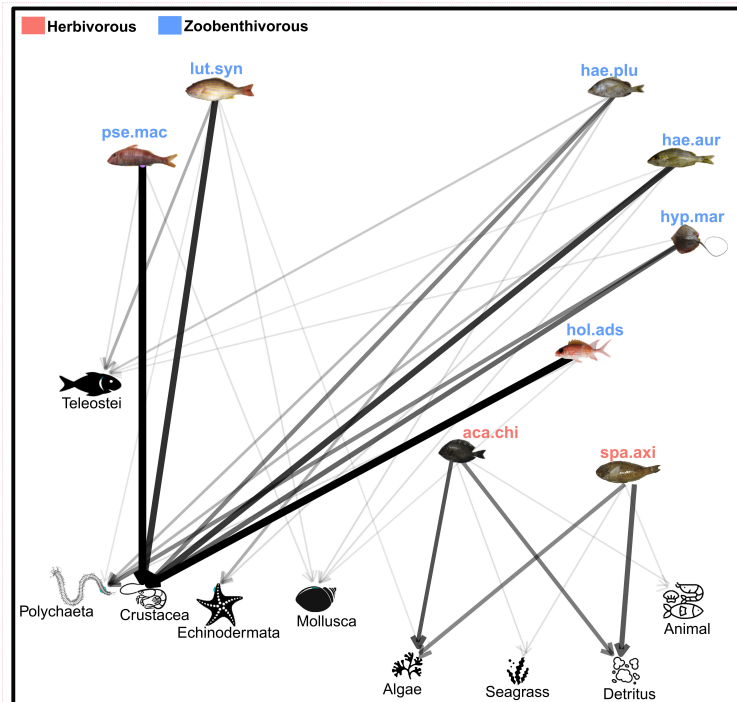 Herbivorous
Zoobenthivorous
lut.syn
hae.plu
pse.mac
hae.aur
hyp.mar
hol.ads
Teleostei
aca.chi
spa.axi
Polychaeta
Crustacea
Echinodermata
Mollusca
Animal
Algae
Seagrass
Detritus